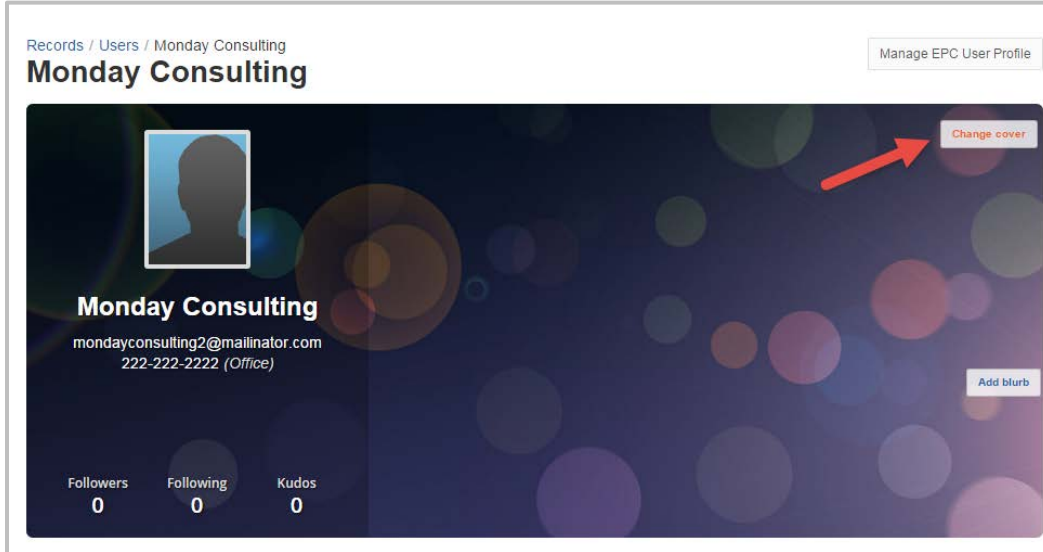 Records / Users / Monday Consulting
Monday Consulting
Manage EPC User Profile
Change cover
Monday Consulting
mondayconsulting2@mailinator.com
222-222-2222 (Office)
Add blurb
Followers Following Kudos
0 0 0